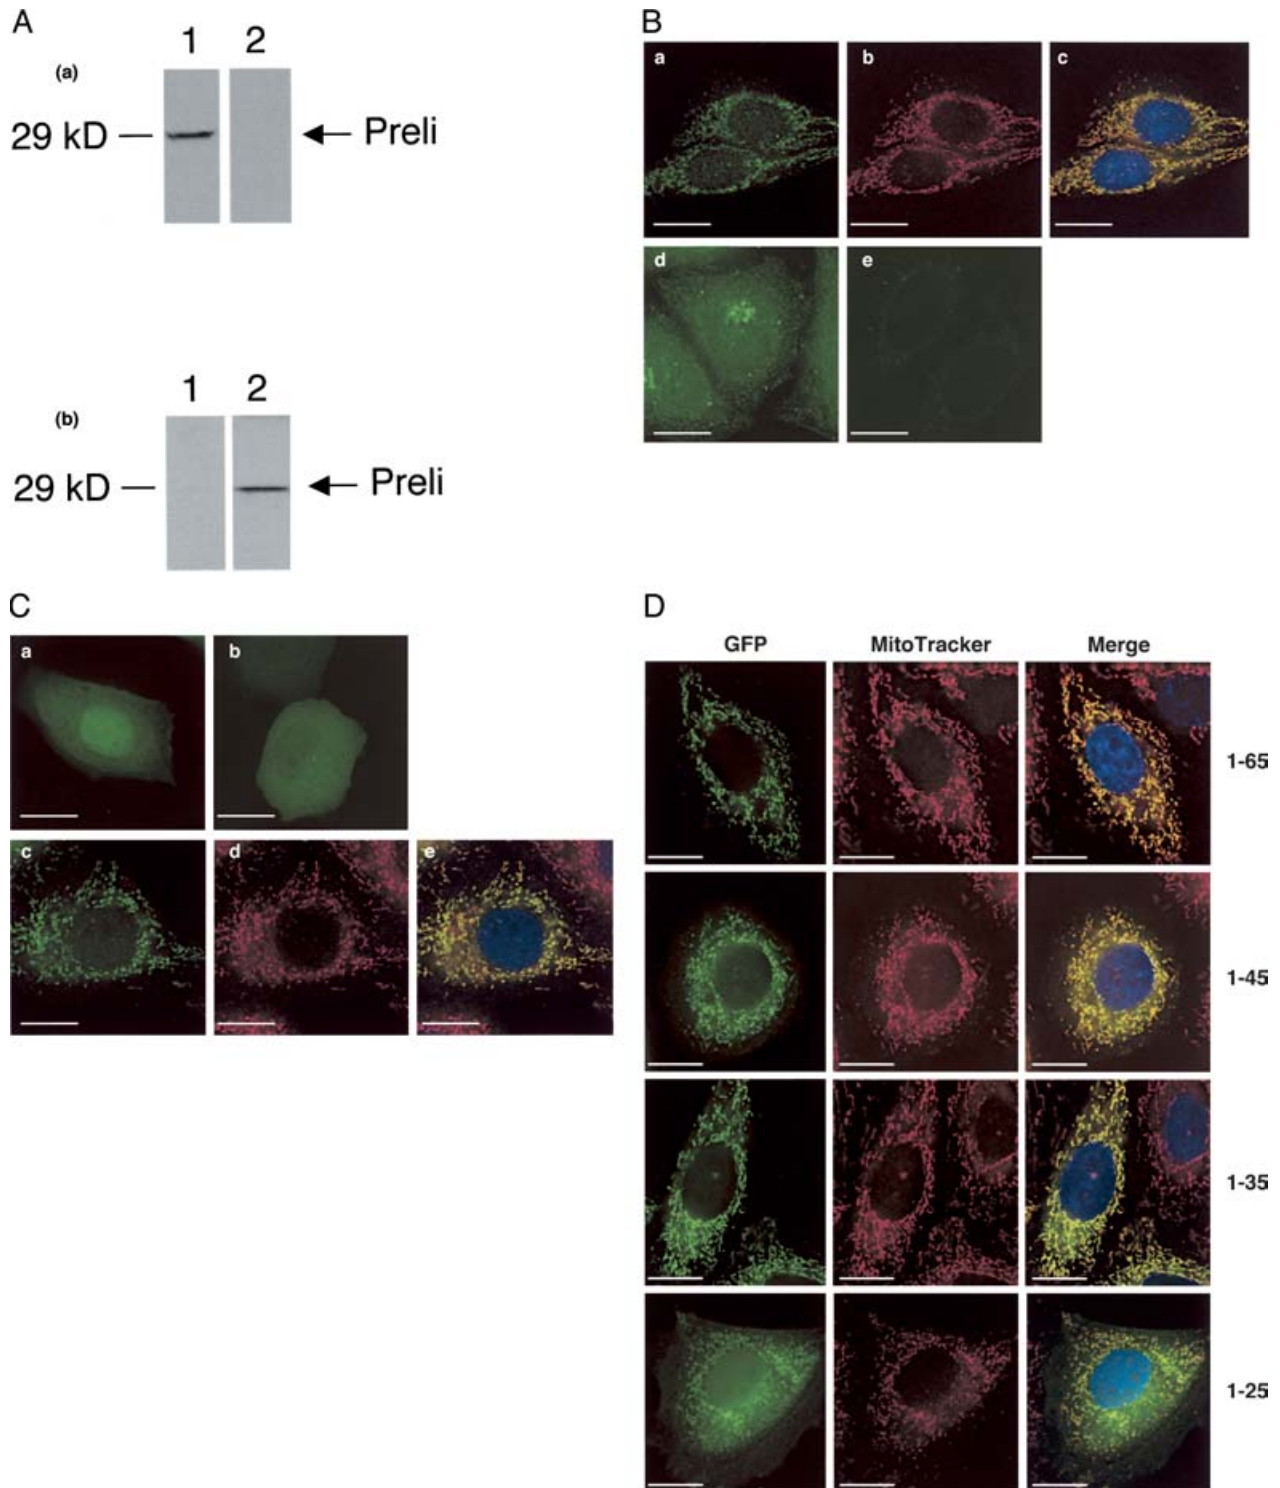 A
1 2
(a)
29 kD
Preli
1 2
(b)
29 kD
Preli
B
a b c
d e
C
a b
c d e
D
GFP MitoTracker Merge
1-65
1-45
1-35
1-25